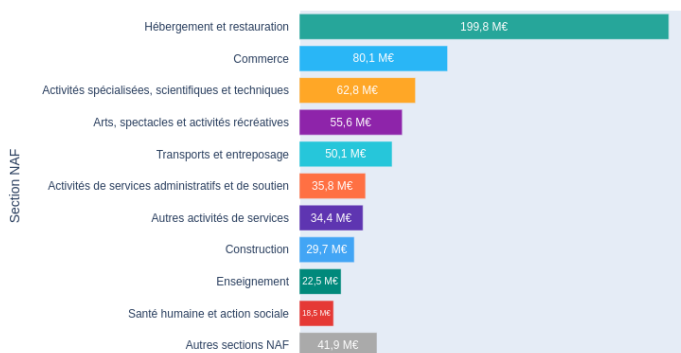 Section NAF
Hébergement et restauration 199,8 M€
Commerce 80,1 M€
Activités spécialisées, scientifiques et techniques 62,8 M€
Arts, spectacles et activités récréatives 55,6 M€
Transports et entreposage 50,1 M€
Activités de services administratifs et de soutien 35,8 M€
Autres activités de services 34,4 M€
Construction 29,7 M€
Enseignement 22,5 M€
Santé humaine et action sociale 18,5 M€
Autres sections NAF 41,9 M€